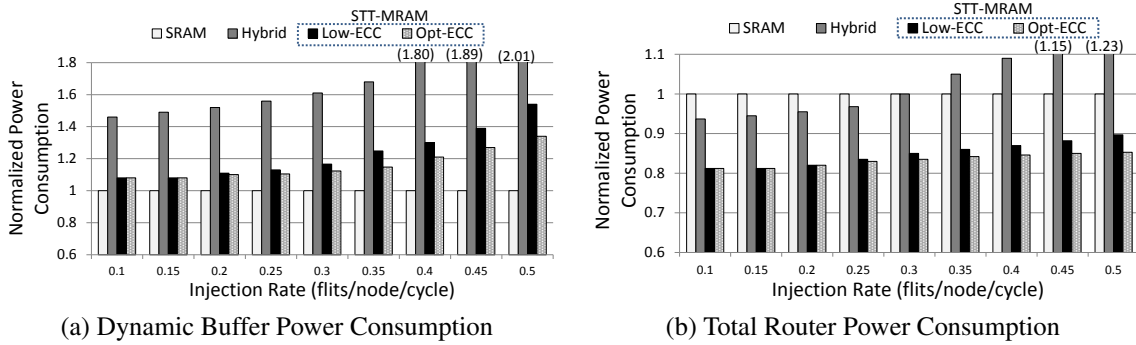 STT-MRAM
SRAM Hybrid Low-ECC Opt-ECC
(1.80) (1.89) (2.01)
1.8
1.6
1.4
1.2
1
0.8
0.6
Normalized Power
Consumption
0.1 0.15 0.2 0.25 0.3 0.35 0.4 0.45 0.5
Injection Rate (flits/node/cycle)
(a) Dynamic Buffer Power Consumption
STT-MRAM
SRAM Hybrid Low-ECC Opt-ECC
(1.15) (1.23)
1.1
1
0.9
0.8
0.7
0.6
Normalized Power
Consumption
0.1 0.15 0.2 0.25 0.3 0.35 0.4 0.45 0.5
Injection Rate (flits/node/cycle)
(b) Total Router Power Consumption